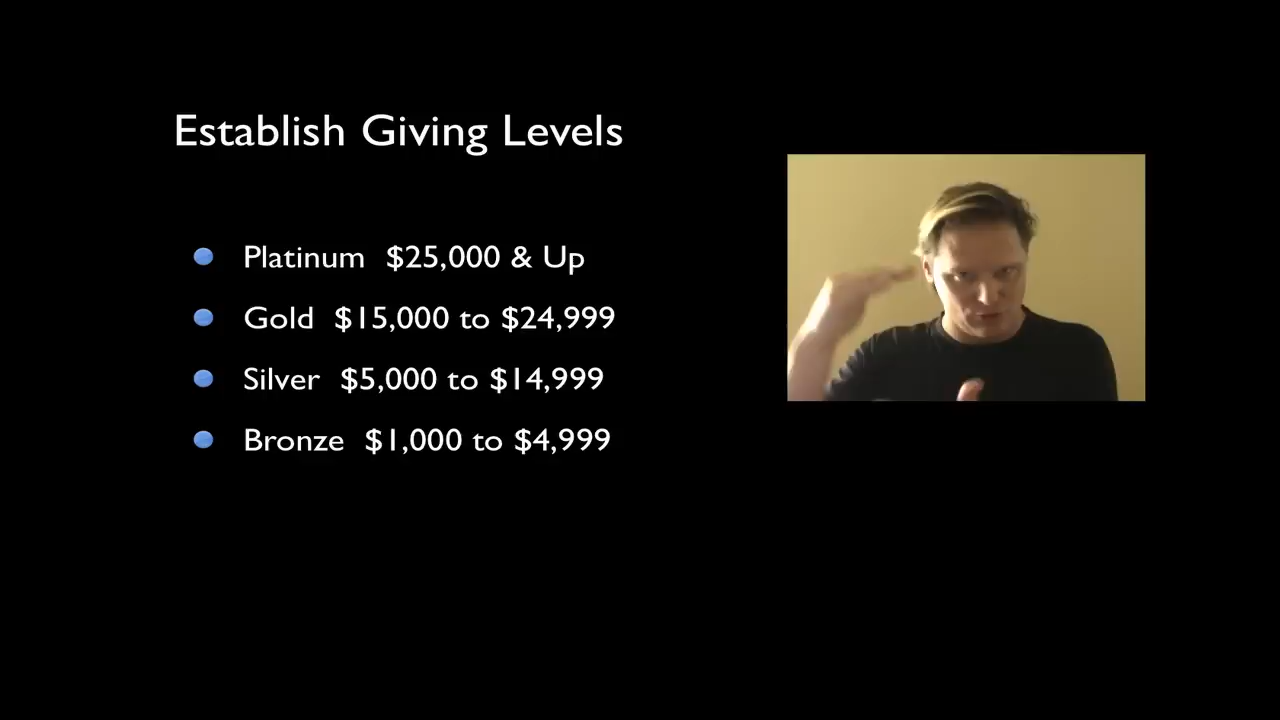 Establish Giving Levels
Platinum $25,000 & Up
Gold $15,000 to $24,999
Silver $5,000 to $14,999
Bronze $1,000 to $4,999